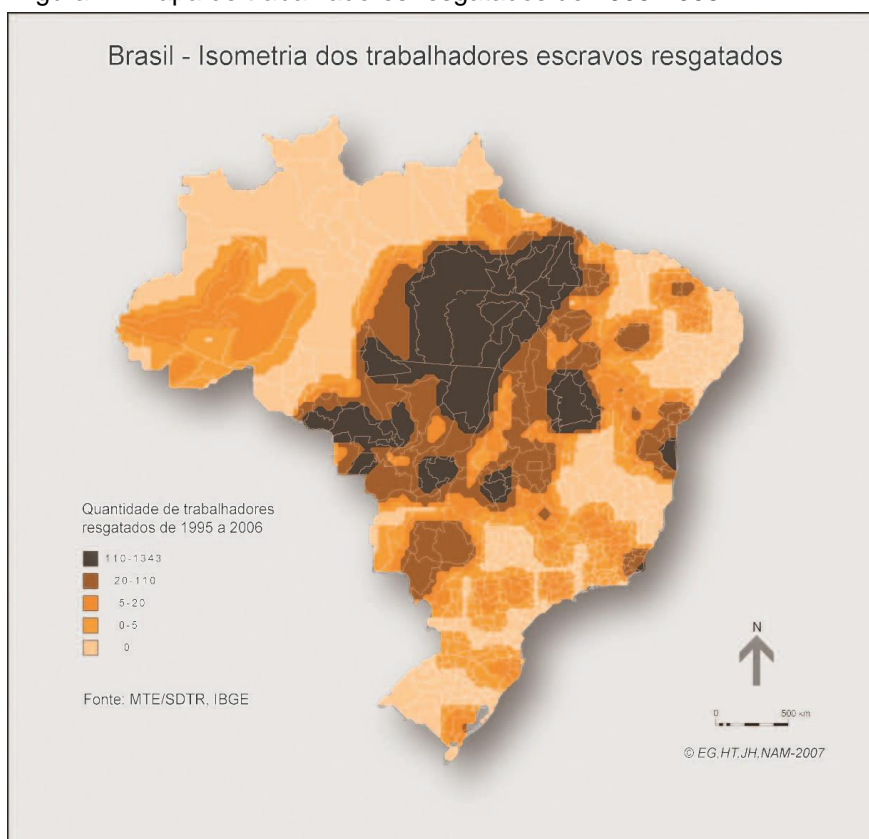 Brasil - Isometria dos trabalhadores escravos resgatados
Quantidade de trabalhadores
resgatados de 1995 a 2006
110-1343
20-110
5-20
0-5
0
Fonte: MTE/SDTR, IBGE
N
0 500 km
© EG,HT,JH,NAM-2007